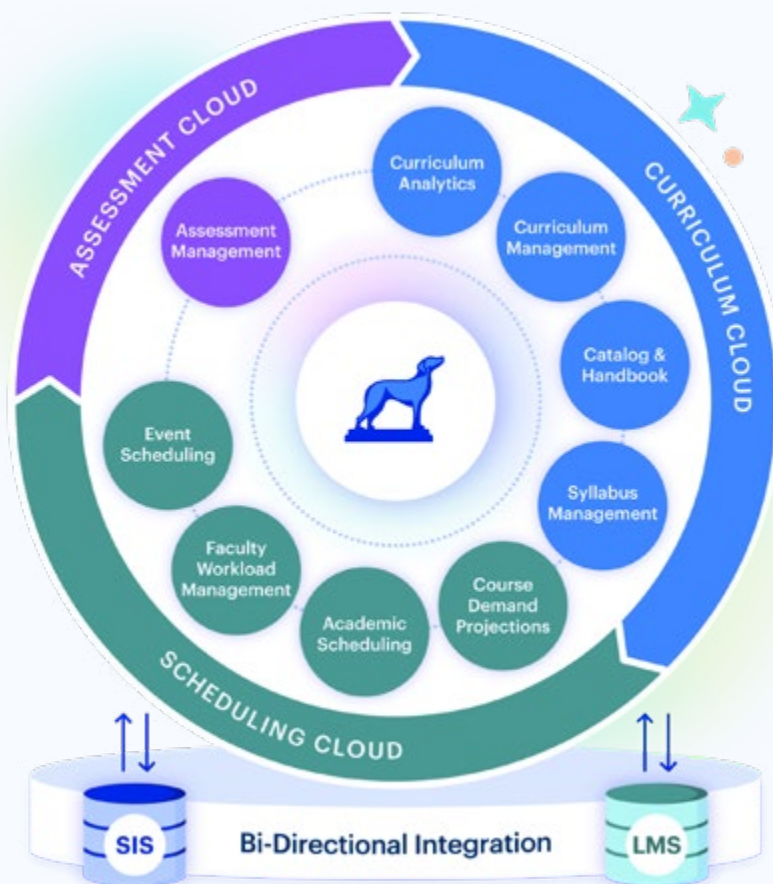 ASSESSMENT CLOUD
CURRICULUM CLOUD
Curriculum
Analytics
Curriculum
Management
Assessment
Management
Catalog &
Handbook
Event
Scheduling
Syllabus
Management
Faculty
Workload
Management
Course
Demand
Projections
Academic
Scheduling
SCHEDULING CLOUD
SIS
Bi-Directional Integration
LMS